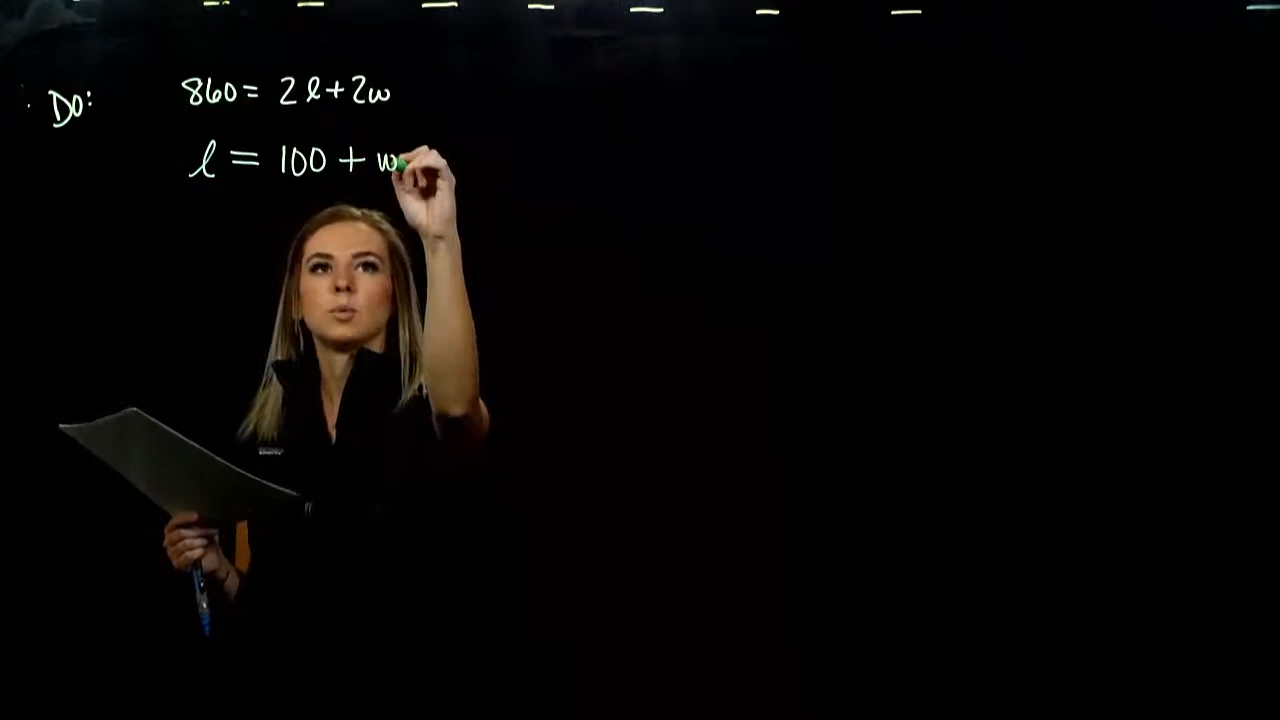 Do: 860 = 2l + 2w
l = 100 + w